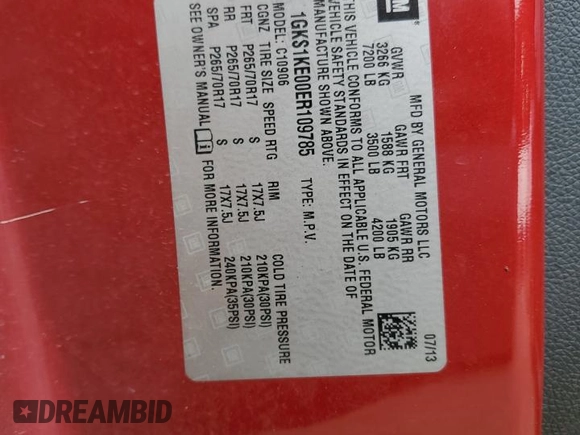 GM
MFD BY GENERAL MOTORS LLC
07/13
GVWR GAWR FRT GAWR RR
3266 KG 1588 KG 1905 KG
7200 LB 3500 LB 4200 LB
THIS VEHICLE CONFORMS TO ALL APPLICABLE U.S. FEDERAL MOTOR
VEHICLE SAFETY STANDARDS IN EFFECT ON THE DATE OF
MANUFACTURE SHOWN ABOVE.
1GKS1KE00ER109785 TYPE: M.P.V.
MODEL: C10906
CGNZ TIRE SIZE SPEED RTG RIM COLD TIRE PRESSURE
FRT P265/70R17 S 17X7.5J 210KPA(30PSI)
RR P265/70R17 S 17X7.5J 210KPA(30PSI)
SPA P265/70R17 S 17X7.5J 240KPA(35PSI)
SEE OWNER'S MANUAL i FOR MORE INFORMATION.
DREAMBID